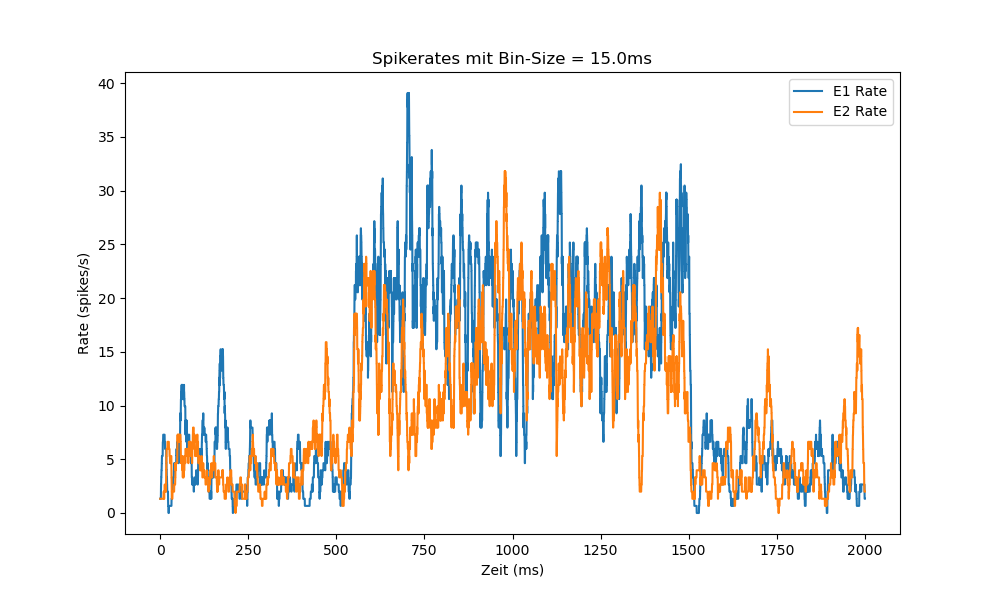 Spikerates mit Bin-Size = 15.0ms
E1 Rate
E2 Rate
40
35
30
25
20
15
10
5
0
Rate (spikes/s)
0 250 500 750 1000 1250 1500 1750 2000
Zeit (ms)